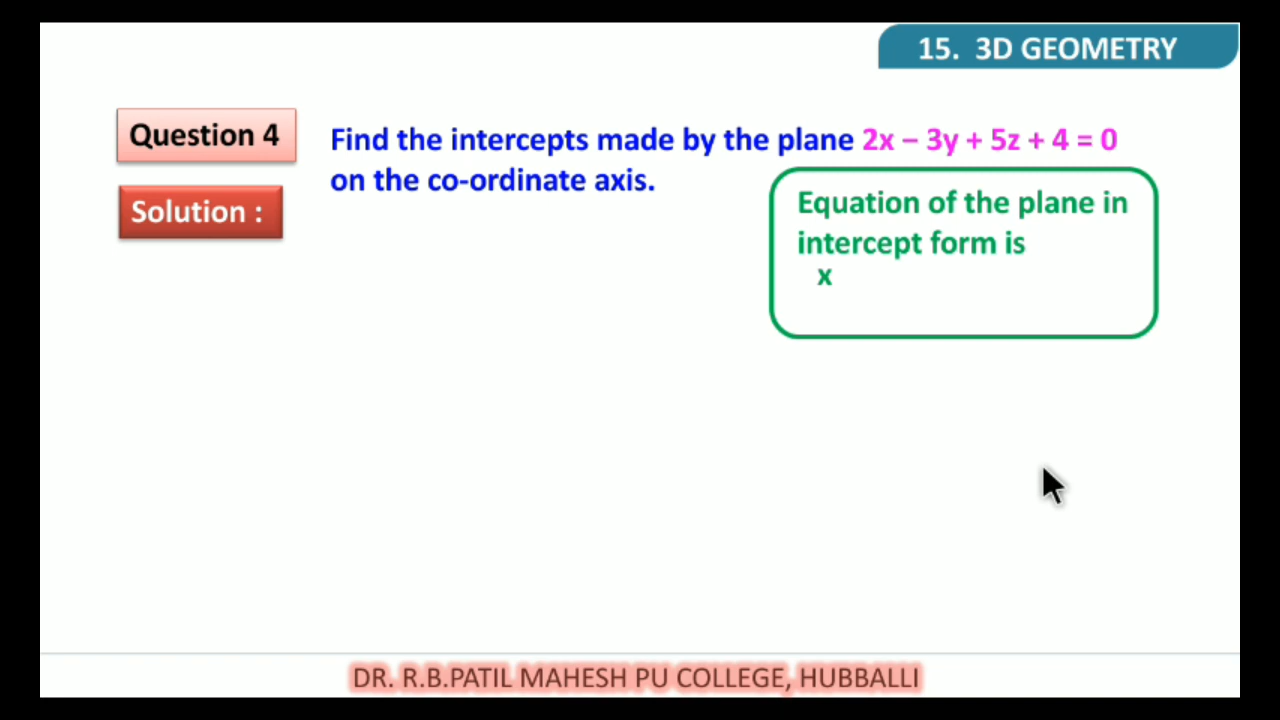 15. 3D GEOMETRY
Question 4
Find the intercepts made by the plane 2x – 3y + 5z + 4 = 0
on the co-ordinate axis.
Solution :
Equation of the plane in
intercept form is
x
DR. R.B.PATIL MAHESH PU COLLEGE, HUBBALLI